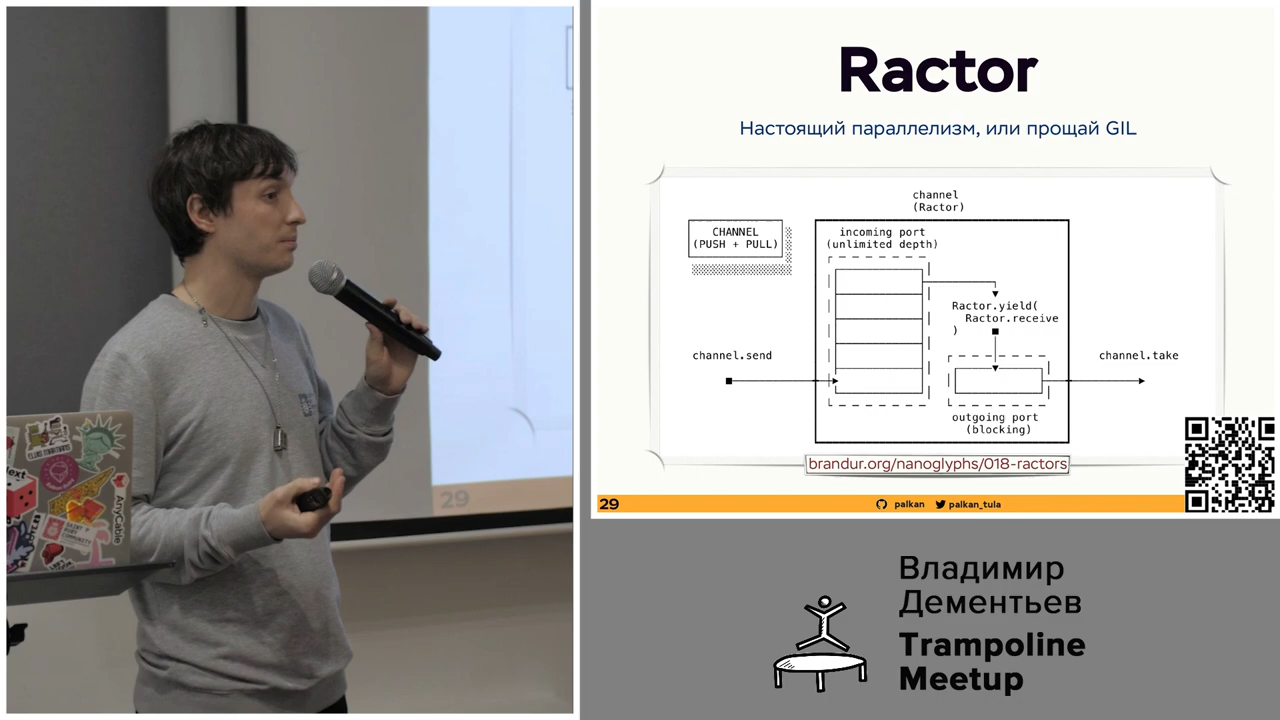 Ractor
Настоящий параллелизм, или прощай GIL
channel
(Ractor)
CHANNEL
(PUSH + PULL)
incoming port
(unlimited depth)
Ractor.yield(
Ractor.receive
)
channel.send
channel.take
outgoing port
(blocking)
brandur.org/nanoglyphs/018-ractors
29
palkan
palkan_tula
29
AnyCable
Владимир
Дементьев
Trampoline
Meetup